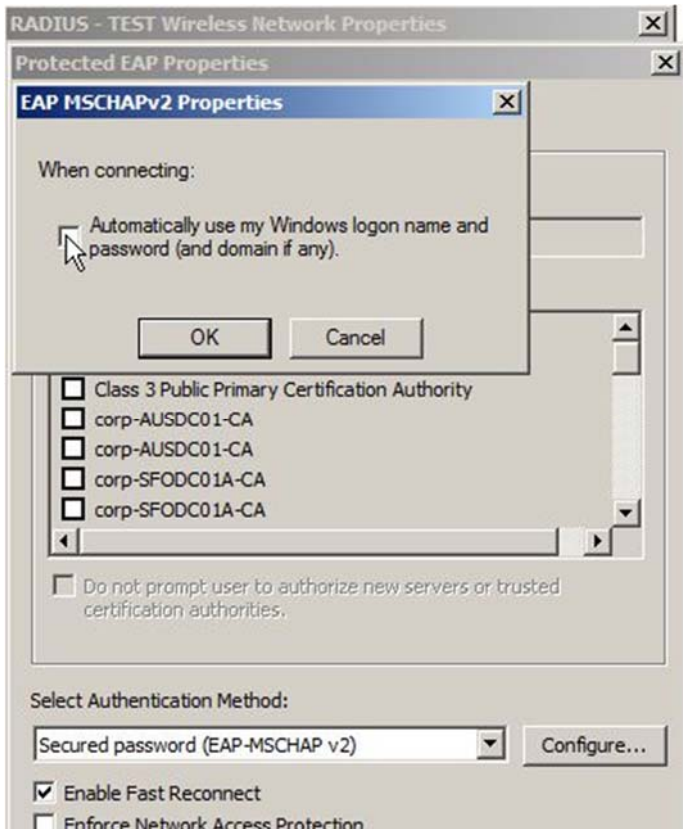 RADIUS - TEST Wireless Network Properties
Protected EAP Properties
EAP MSCHAPv2 Properties
When connecting:
Automatically use my Windows logon name and
password (and domain if any).
OK Cancel
Class 3 Public Primary Certification Authority
corp-AUSDC01-CA
corp-AUSDC01-CA
corp-SFODC01A-CA
corp-SFODC01A-CA
Do not prompt user to authorize new servers or trusted
certification authorities.
Select Authentication Method:
Secured password (EAP-MSCHAP v2) Configure...
Enable Fast Reconnect
Enforce Network Access Protection